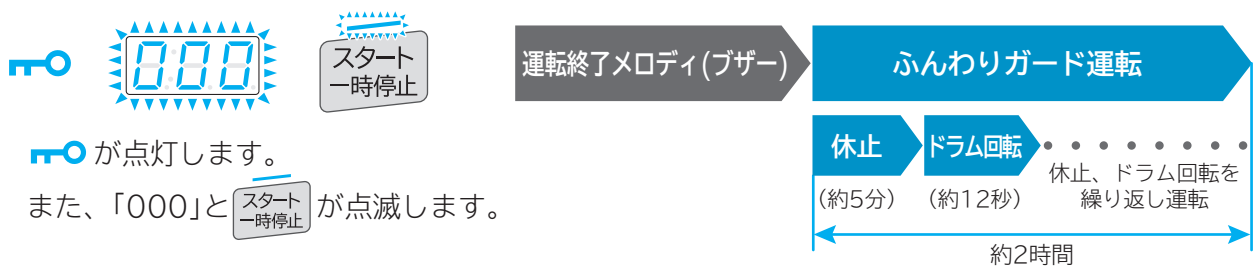 000
スタート
一時停止
が点灯します。
また、「000」と スタート 一時停止 が点滅します。
運転終了メロディ(ブザー)
ふんわりガード運転
休止
ドラム回転
(約5分)
(約12秒)
休止、ドラム回転を
繰り返し運転
約2時間